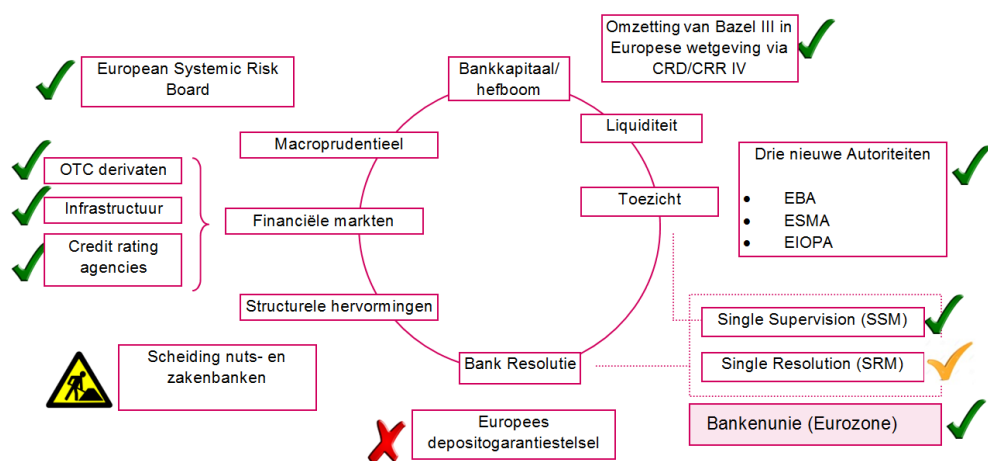 Omzetting van Bazel III in
Europese wetgeving via
CRD/CRR IV
European Systemic Risk
Board
Bankkapitaal/
hefboom
Liquiditeit
Macroprudentieel
Drie nieuwe Autoriteiten
• EBA
• ESMA
• EIOPA
OTC derivaten
Infrastructuur
Credit rating
agencies
Financiële markten
Toezicht
Structurele hervormingen
Single Supervision (SSM)
Scheiding nuts- en
zakenbanken
Bank Resolutie
Single Resolution (SRM)
Europees
depositogarantiestelsel
Bankenunie (Eurozone)